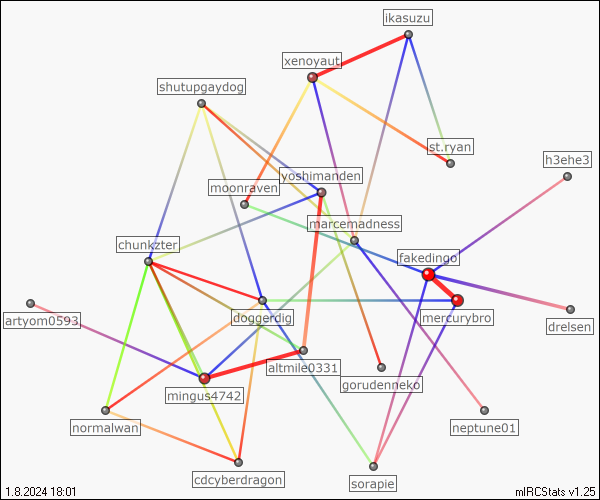 ikasuzu
xenoyaut
shutupgaydog
st.ryan
h3ehe3
yoshimanden
moonraven
marcemadness
chunkzter
fakedingo
artyom0593
doggerdig
mercurybro
drelsen
altmile0331
gorudenneko
mingus4742
normalwan
neptune01
cdcyberdragon
sorapie
1.8.2024 18:01
mIRCStats v1.25